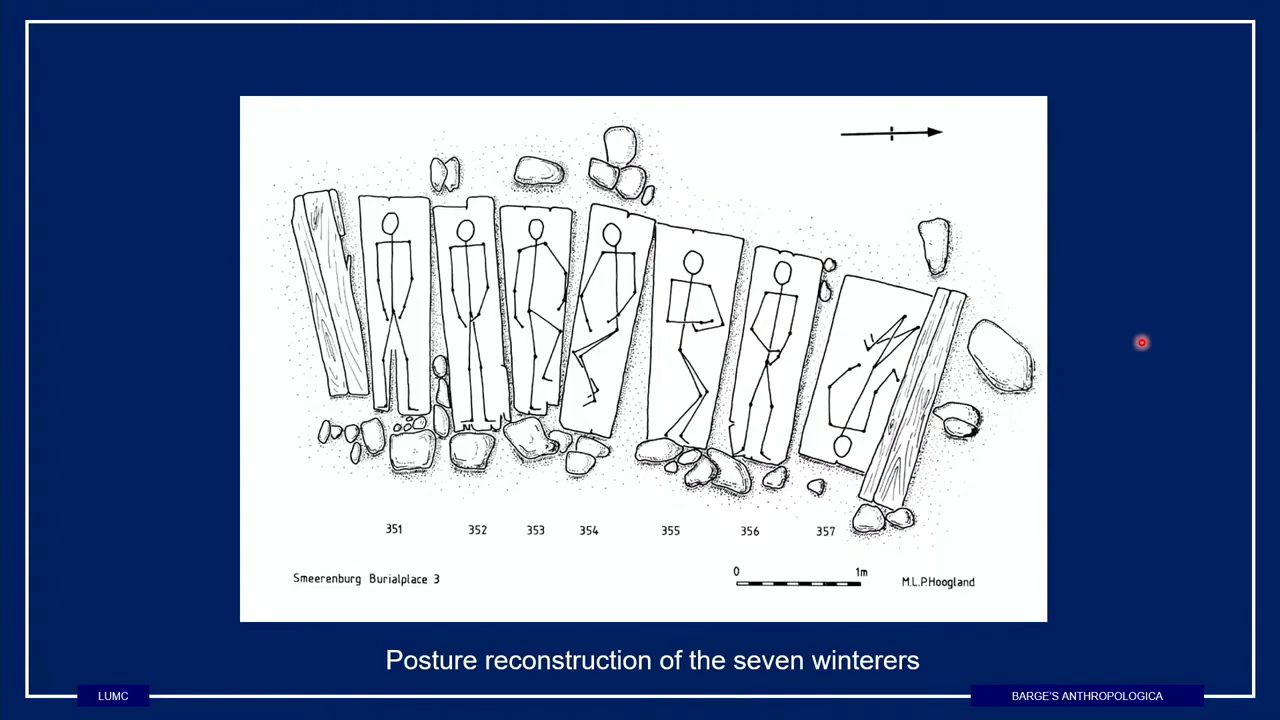 351 352 353 354 355 356 357
Smeerenburg Burialplace 3
0 1m
M.L.P.Hoogland
Posture reconstruction of the seven winterers
LUMC
BARGE'S ANTHROPOLOGICA